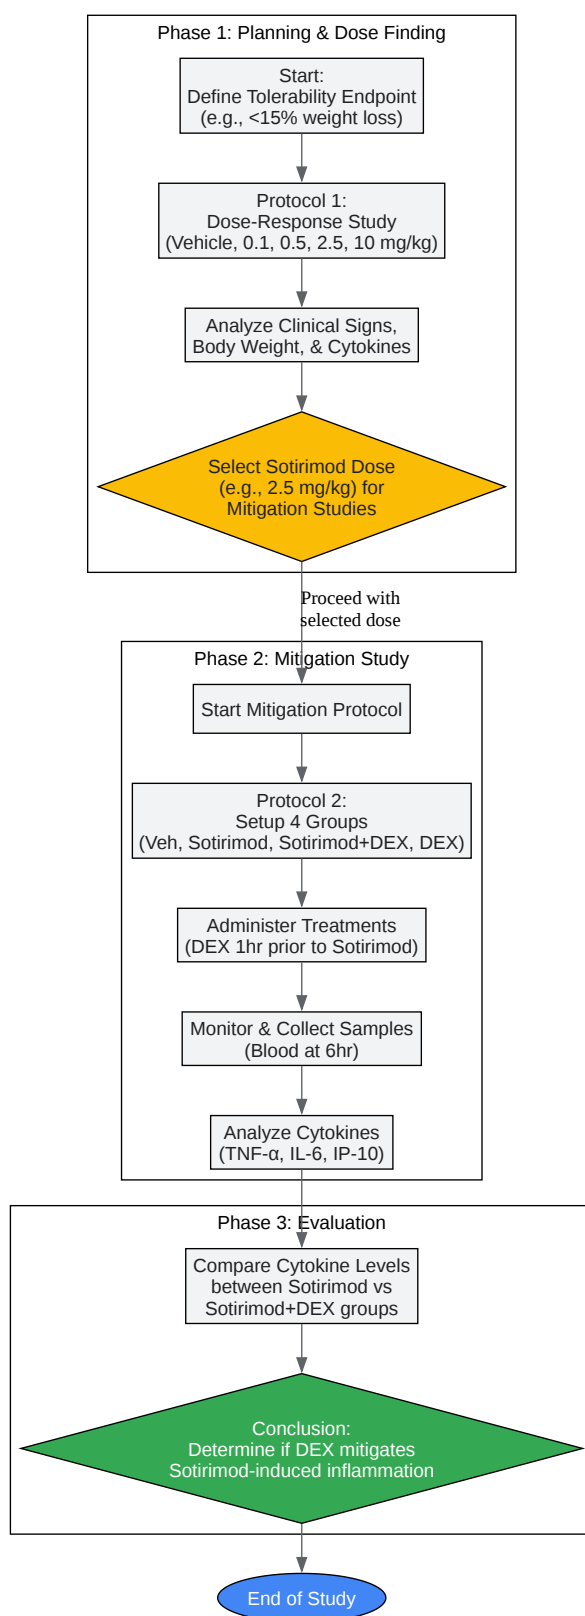 Phase 1: Planning & Dose Finding
Start:
Define Tolerability Endpoint
(e.g., <15% weight loss)
Protocol 1:
Dose-Response Study
(Vehicle, 0.1, 0.5, 2.5, 10 mg/kg)
Analyze Clinical Signs,
Body Weight, & Cytokines
Select Sotirimod Dose
(e.g., 2.5 mg/kg) for
Mitigation Studies
Proceed with
selected dose
Phase 2: Mitigation Study
Start Mitigation Protocol
Protocol 2:
Setup 4 Groups
(Veh, Sotirimod, Sotirimod+DEX, DEX)
Administer Treatments
(DEX 1hr prior to Sotirimod)
Monitor & Collect Samples
(Blood at 6hr)
Analyze Cytokines
(TNF-α, IL-6, IP-10)
Phase 3: Evaluation
Compare Cytokine Levels
between Sotirimod vs
Sotirimod+DEX groups
Conclusion:
Determine if DEX mitigates
Sotirimod-induced inflammation
End of Study